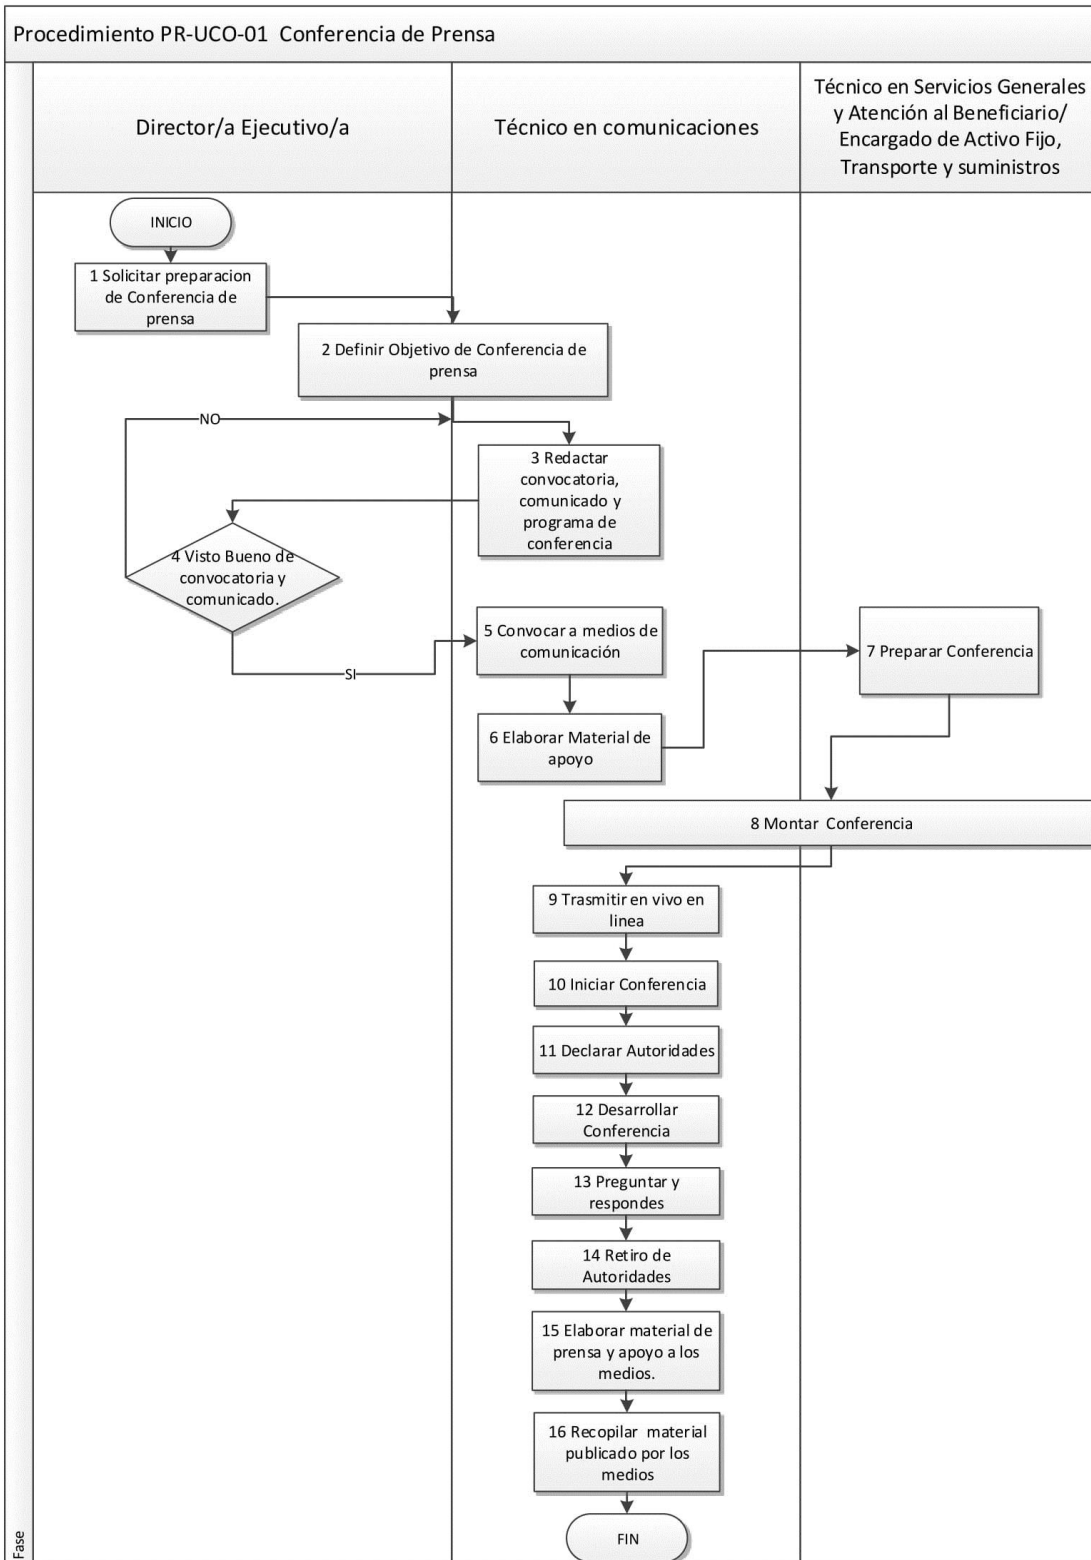 Procedimiento PR-UCO-01 Conferencia de Prensa
Director/a Ejecutivo/a
Técnico en comunicaciones
Técnico en Servicios Generales
y Atención al Beneficiario/
Encargado de Activo Fijo,
Transporte y suministros
INICIO
1 Solicitar preparacion
de Conferencia de
prensa
2 Definir Objetivo de Conferencia de
prensa
NO
3 Redactar
convocatoria,
comunicado y
programa de
conferencia
4 Visto Bueno de
convocatoria y
comunicado.
SI
5 Convocar a medios de
comunicación
6 Elaborar Material de
apoyo
7 Preparar Conferencia
8 Montar Conferencia
9 Trasmitir en vivo en
linea
10 Iniciar Conferencia
11 Declarar Autoridades
12 Desarrollar
Conferencia
13 Preguntar y
respondes
14 Retiro de
Autoridades
15 Elaborar material de
prensa y apoyo a los
medios.
16 Recopilar material
publicado por los
medios
FIN
Fase